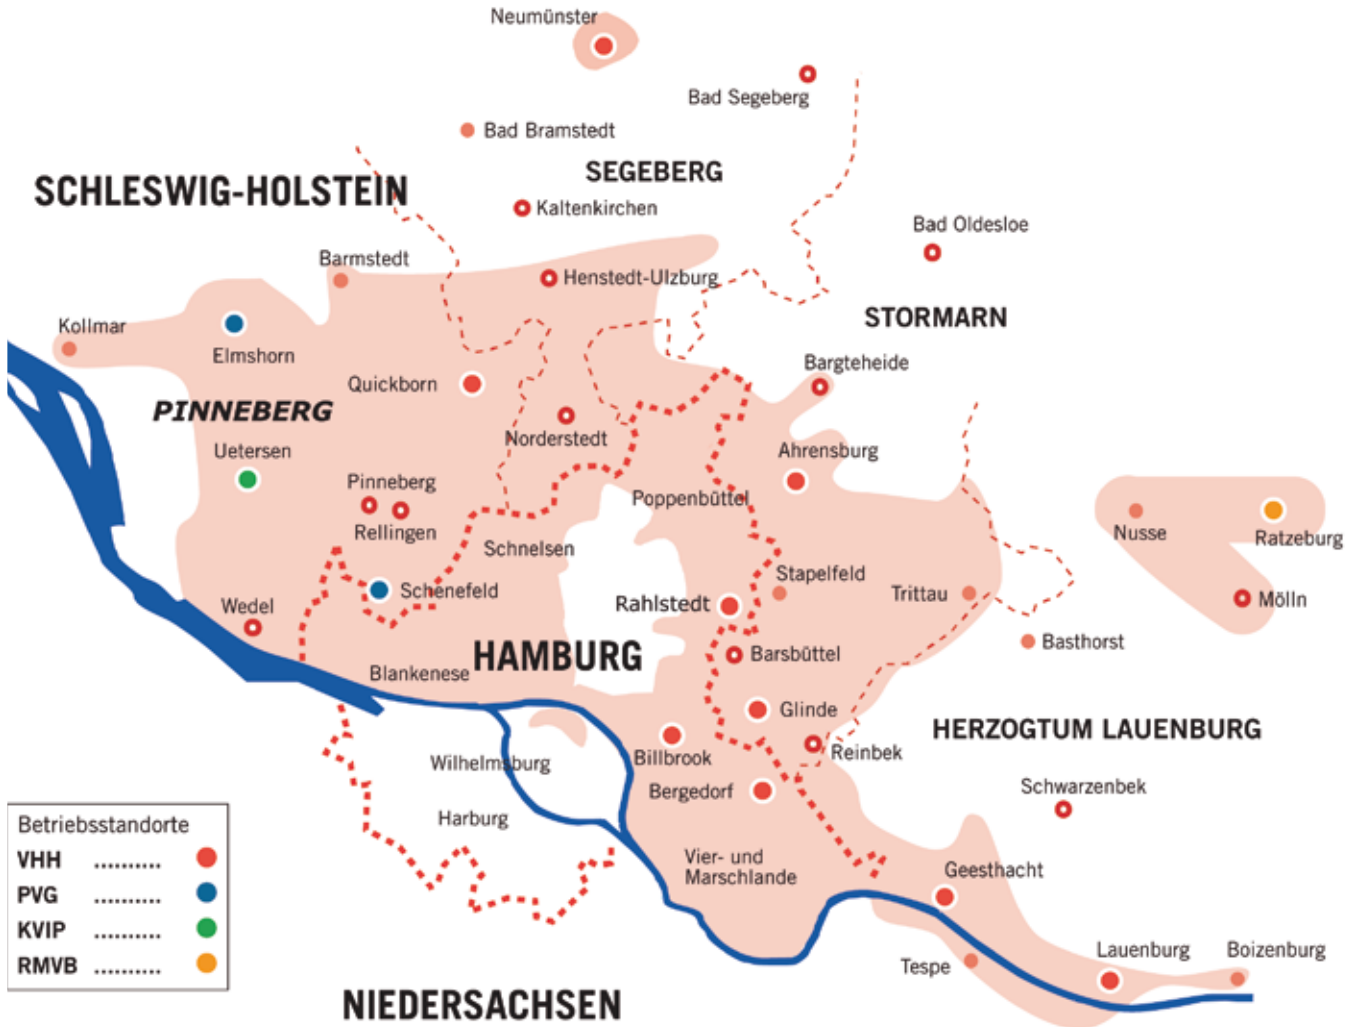 Neumünster
Bad Segeberg
Bad Bramstedt
SEGEBERG
SCHLESWIG-HOLSTEIN
Kaltenkirchen
Bad Oldesloe
Barmstedt
Henstedt-Ulzburg
STORMARN
Kollmar
Elmshorn
Bargteheide
Quickborn
PINNEBERG
Norderstedt
Uetersen
Ahrensburg
Pinneberg
Poppenbüttel
Rellingen
Nusse
Ratzeburg
Schnelsen
Stapelfeld
Schenefeld
Trittau
Wedel
Rahlstedt
Mölln
Basthorst
HAMBURG
Barsbüttel
Blankenese
Glinde
HERZOGTUM LAUENBURG
Reinbek
Billbrook
Wilhelmsburg
Bergedorf
Schwarzenbek
Harburg
Betriebsstandorte
VHH ..........
PVG ..........
KVIP ..........
RMVB ..........
Vier- und
Marschlande
Geesthacht
Tespe
Lauenburg
Boizenburg
NIEDERSACHSEN